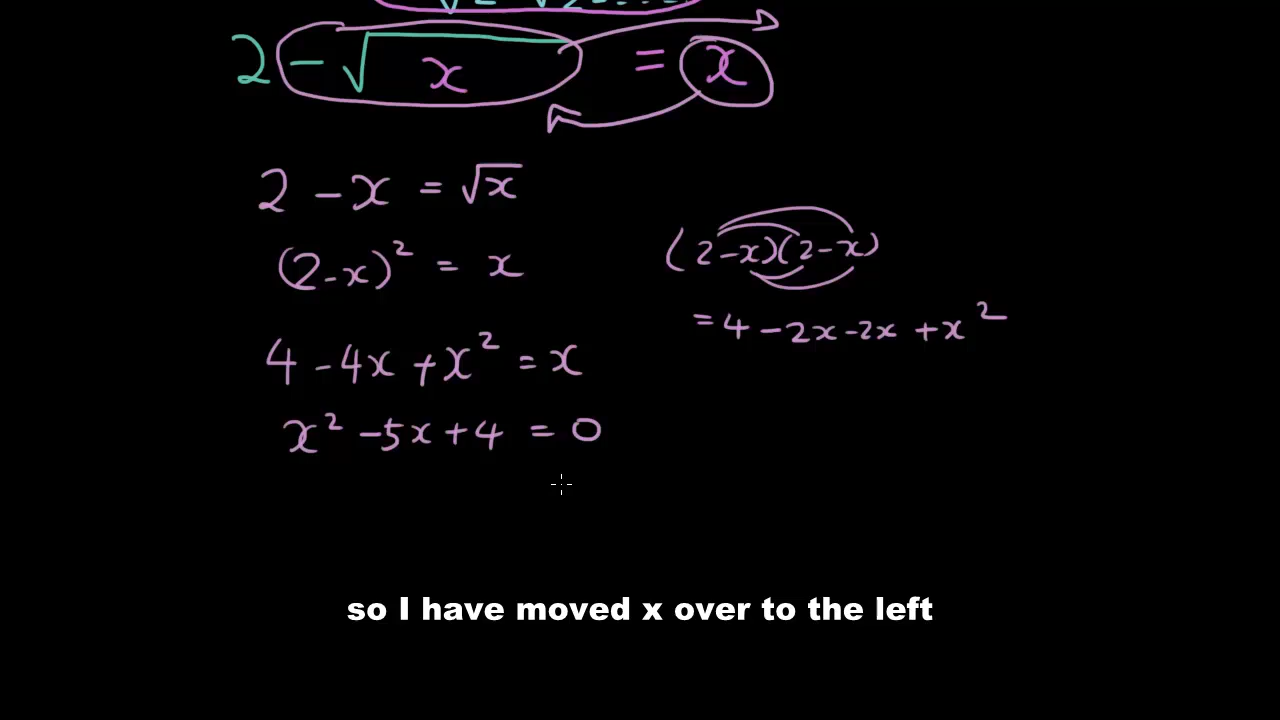 2 - √x = x
2 - x = √x
(2-x)² = x
(2-x)(2-x)
= 4 - 2x - 2x + x²
4 - 4x + x² = x
x² - 5x + 4 = 0
so I have moved x over to the left